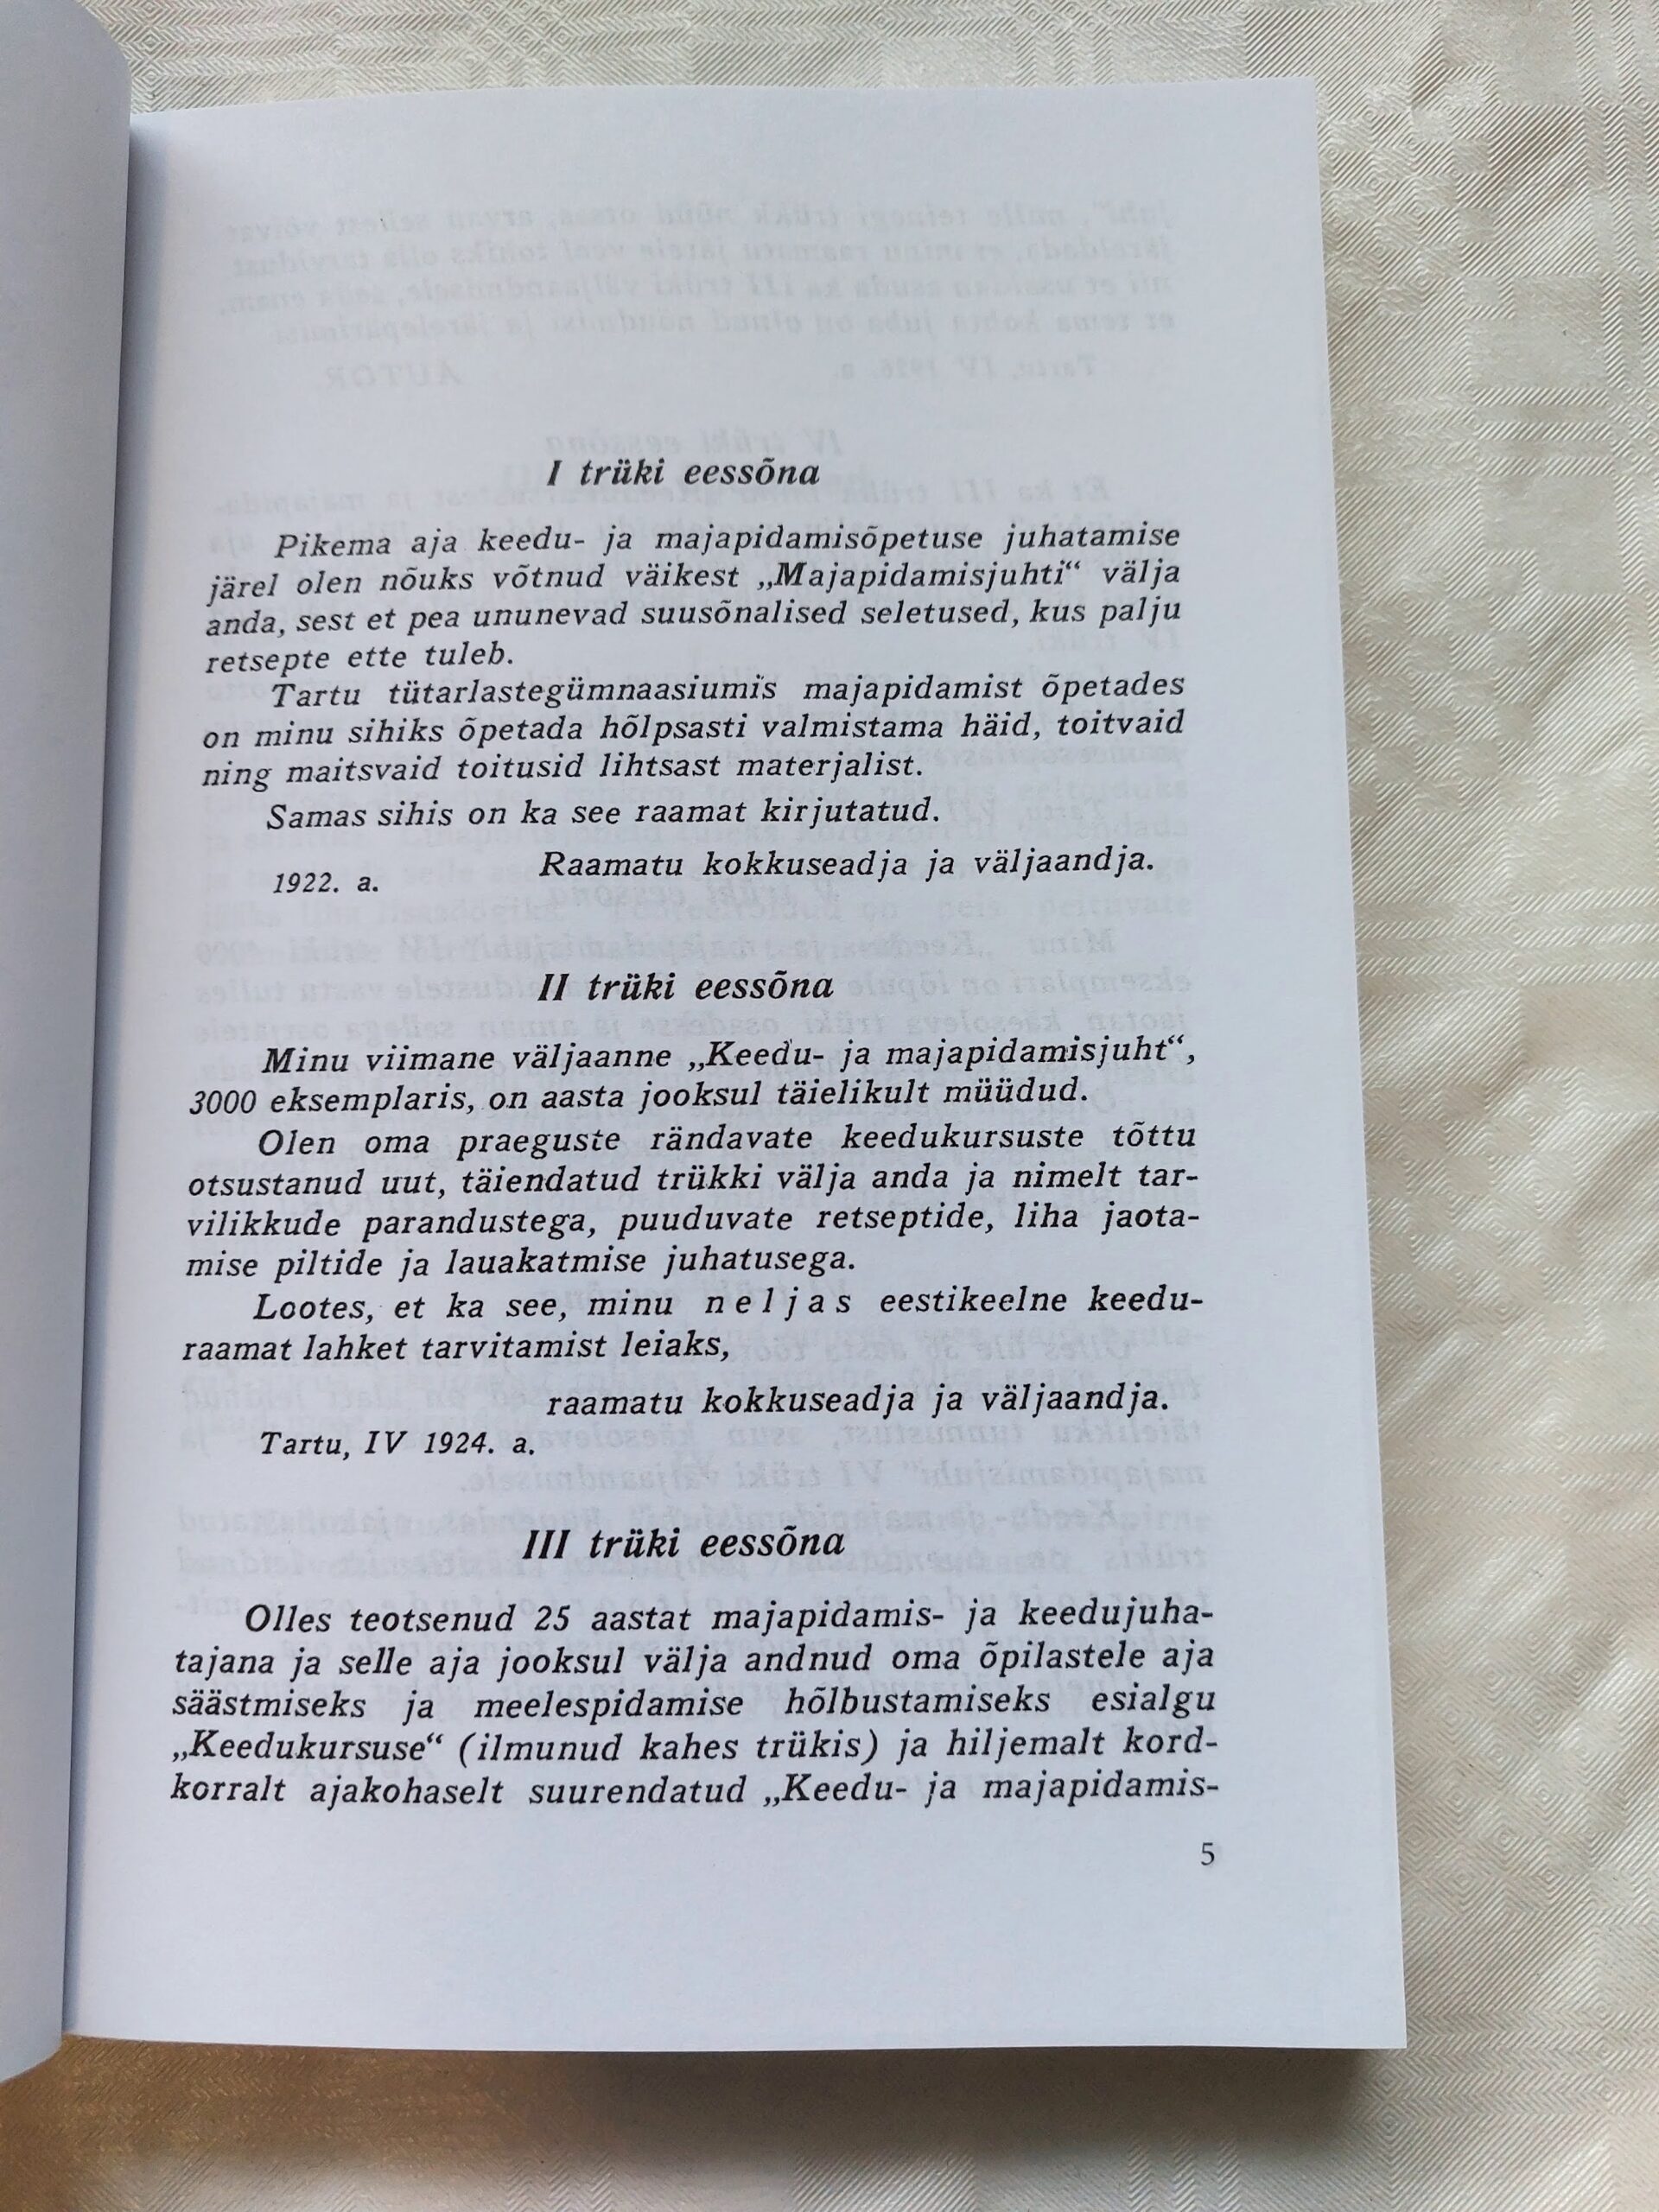 I trüki eessõna
Pikema aja keedu- ja majapidamisõpetuse juhatamise
järel olen nõuks võtnud väikest „Majapidamisjuhti“ välja
anda, sest et pea ununevad suusõnalised seletused, kus palju
retsepte ette tuleb.
Tartu tütarlastegümnaasiumis majapidamist õpetades
on minu sihiks õpetada hõlpsasti valmistama häid, toitvaid
ning maitsvaid toitusid lihtsast materjalist.
Samas sihis on ka see raamat kirjutatud.
Raamatu kokkuseadja ja väljaandja.
1922. a.
II trüki eessõna
Minu viimane väljaanne „Keedu- ja majapidamisjuht“,
3000 eksemplaris, on aasta jooksul täielikult müüdud.
Olen oma praeguste rändavate keedukursuste tõttu
otsustanud uut, täiendatud trükki välja anda ja nimelt tar-
vilikkude parandustega, puuduvate retseptide, liha jaota-
mise piltide ja lauakatmise juhatusega.
Lootes, et ka see, minu neljas eestikeelne keedu-
raamat lahket tarvitamist leiaks,
raamatu kokkuseadja ja väljaandja.
Tartu, IV 1924. a.
III trüki eessõna
Olles teotsenud 25 aastat majapidamis- ja keedujuha-
tajana ja selle aja jooksul välja andnud oma õpilastele aja
säästmiseks ja meelespidamise hõlbustamiseks esialgu
„Keedukursuse“ (ilmunud kahes trükis) ja hiljemalt kord-
korralt ajakohaselt suurendatud „Keedu- ja majapidamis-
5